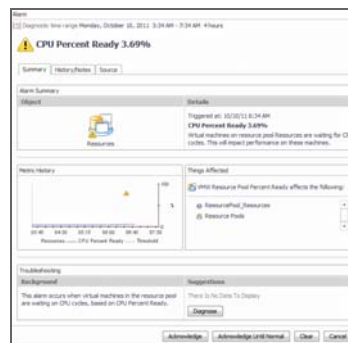 Alarm
Diagnostic time range Monday, October 10, 2011 3:34 AM - 7:34 AM 4 hours
CPU Percent Ready 3.69%
Summary History/Notes Source
Alarm Summary
Object
Details
Resources
Triggered at: 10/10/11 6:34 AM
CPU Percent Ready 3.69%
Virtual machines on resource pool Resources are waiting for CP
cycles. This will impact performance on these machines.
Metric History
Things Affected
VMW Resource Pool Percent Ready affects the following:
ResourcePool_Resources
Resource Pools
100
%
Resources
CPU Percent Ready
Threshold
Troubleshooting
Background
Suggestions
This alarm occurs when virtual machines in the resource pool
are waiting on CPU cycles, based on CPU Percent Ready.
There Is No Data To Display
Diagnose
Acknowledge Acknowledge Until Normal Clear Cancel